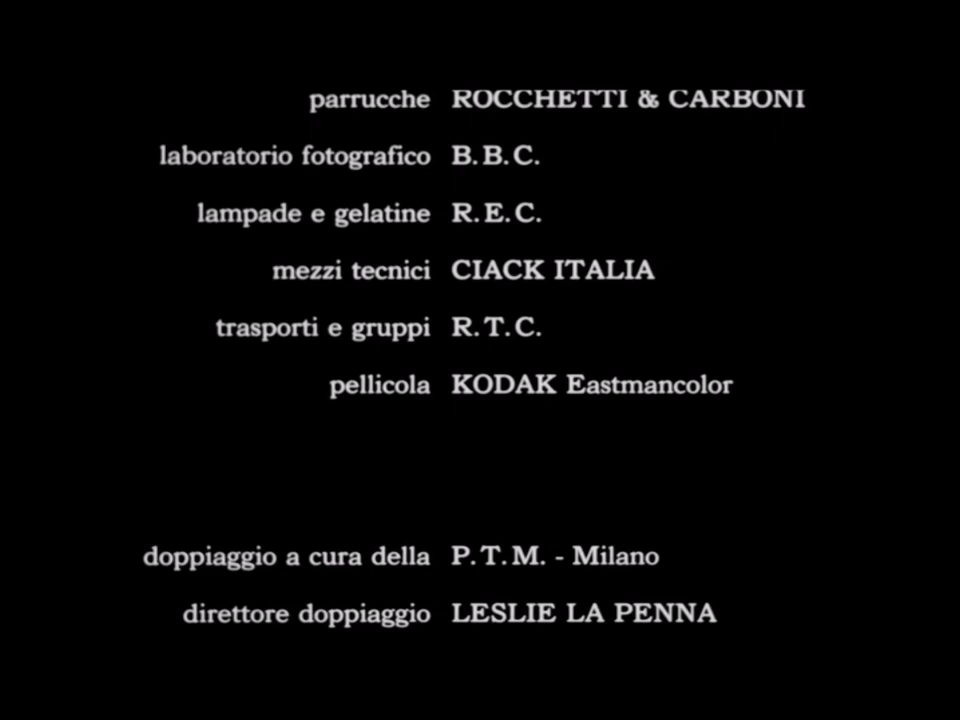 parrucche ROCCHETTI & CARBONI
laboratorio fotografico B.B.C.
lampade e gelatine R.E.C.
mezzi tecnici CIACK ITALIA
trasporti e gruppi R.T.C.
pellicola KODAK Eastmancolor
doppiaggio a cura della P.T.M. - Milano
direttore doppiaggio LESLIE LA PENNA